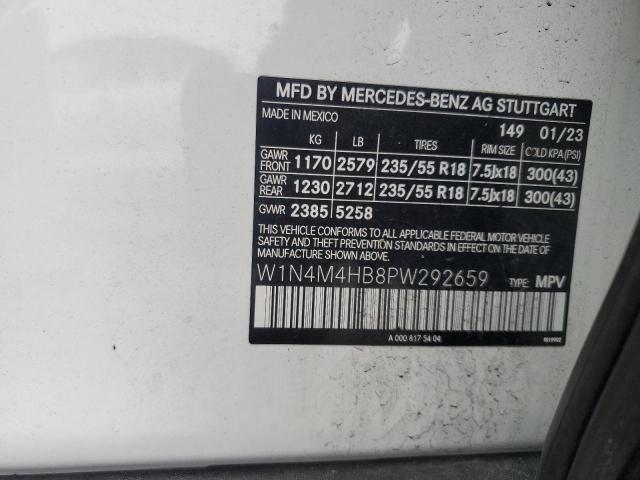 MFD BY MERCEDES-BENZ AG STUTTGART
MADE IN MEXICO 149 01/23
KG LB TIRES RIM SIZE COLD KPA(PSI)
GAWR FRONT 1170 2579 235/55 R18 7.5Jx18 300(43)
GAWR REAR 1230 2712 235/55 R18 7.5Jx18 300(43)
GVWR 2385 5258
THIS VEHICLE CONFORMS TO ALL APPLICABLE FEDERAL MOTOR VEHICLE
SAFETY AND THEFT PREVENTION STANDARDS IN EFFECT ON THE DATE OF
MANUFACTURE SHOWN ABOVE.
W1N4M4HB8PW292659 TYPE: MPV
A 000 817 54 04